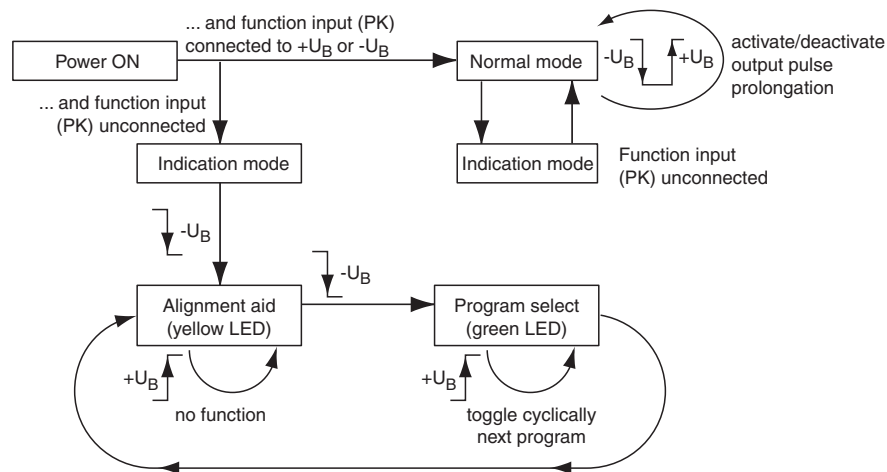 ... and function input (PK)
connected to +UB or -UB
Power ON
Normal mode
-UB
+UB
activate/deactivate
output pulse
prolongation
... and function input
(PK) unconnected
Indication mode
Indication mode
Function input
(PK) unconnected
-UB
-UB
Alignment aid
(yellow LED)
Program select
(green LED)
+UB
+UB
no function
toggle cyclically
next program